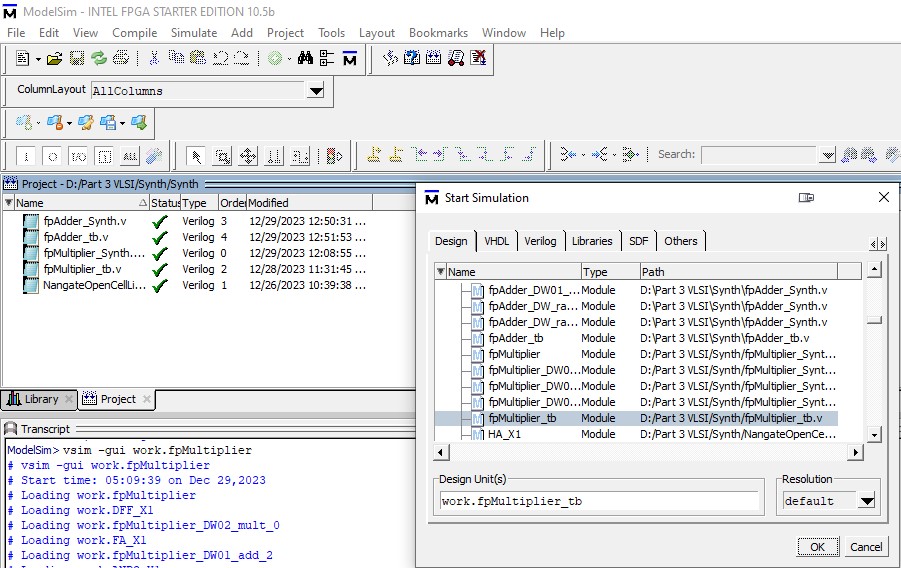 ModelSim - INTEL FPGA STARTER EDITION 10.5b
File Edit View Compile Simulate Add Project Tools Layout Bookmarks Window Help
ColumnLayout AllColumns
Search:
Project - D:/Part 3 VLSI/Synth/Synth
Name Status Type Order Modified
fpAdder_Synth.v Verilog 3 12/29/2023 12:50:31 ...
fpAdder_tb.v Verilog 4 12/29/2023 12:51:53 ...
fpMultiplier_Synth.... Verilog 0 12/29/2023 12:08:55 ...
fpMultiplier_tb.v Verilog 2 12/28/2023 11:31:45 ...
NangateOpenCellLi... Verilog 1 12/26/2023 10:39:38 ...
Library Project
Transcript
ModelSim> vsim -gui work.fpMultiplier
# vsim -gui work.fpMultiplier
# Start time: 05:09:39 on Dec 29,2023
# Loading work.fpMultiplier
# Loading work.DFF_X1
# Loading work.fpMultiplier_DW02_mult_0
# Loading work.FA_X1
# Loading work.fpMultiplier_DW01_add_2
Start Simulation
Design VHDL Verilog Libraries SDF Others
Name Type Path
fpAdder_DW01_... Module D:\Part 3 VLSI\Synth\fpAdder_Synth.v
fpAdder_DW_ra... Module D:\Part 3 VLSI\Synth\fpAdder_Synth.v
fpAdder_DW_ra... Module D:\Part 3 VLSI\Synth\fpAdder_Synth.v
fpAdder_tb Module D:\Part 3 VLSI\Synth\fpAdder_tb.v
fpMultiplier Module D:/Part 3 VLSI/Synth/fpMultiplier_Synt...
fpMultiplier_DW0... Module D:/Part 3 VLSI/Synth/fpMultiplier_Synt...
fpMultiplier_DW0... Module D:/Part 3 VLSI/Synth/fpMultiplier_Synt...
fpMultiplier_DW0... Module D:/Part 3 VLSI/Synth/fpMultiplier_Synt...
fpMultiplier_tb Module D:/Part 3 VLSI/Synth/fpMultiplier_tb.v
HA_X1 Module D:/Part 3 VLSI/Synth/NangateOpenCe...
Design Unit(s) Resolution
work.fpMultiplier_tb default
OK Cancel